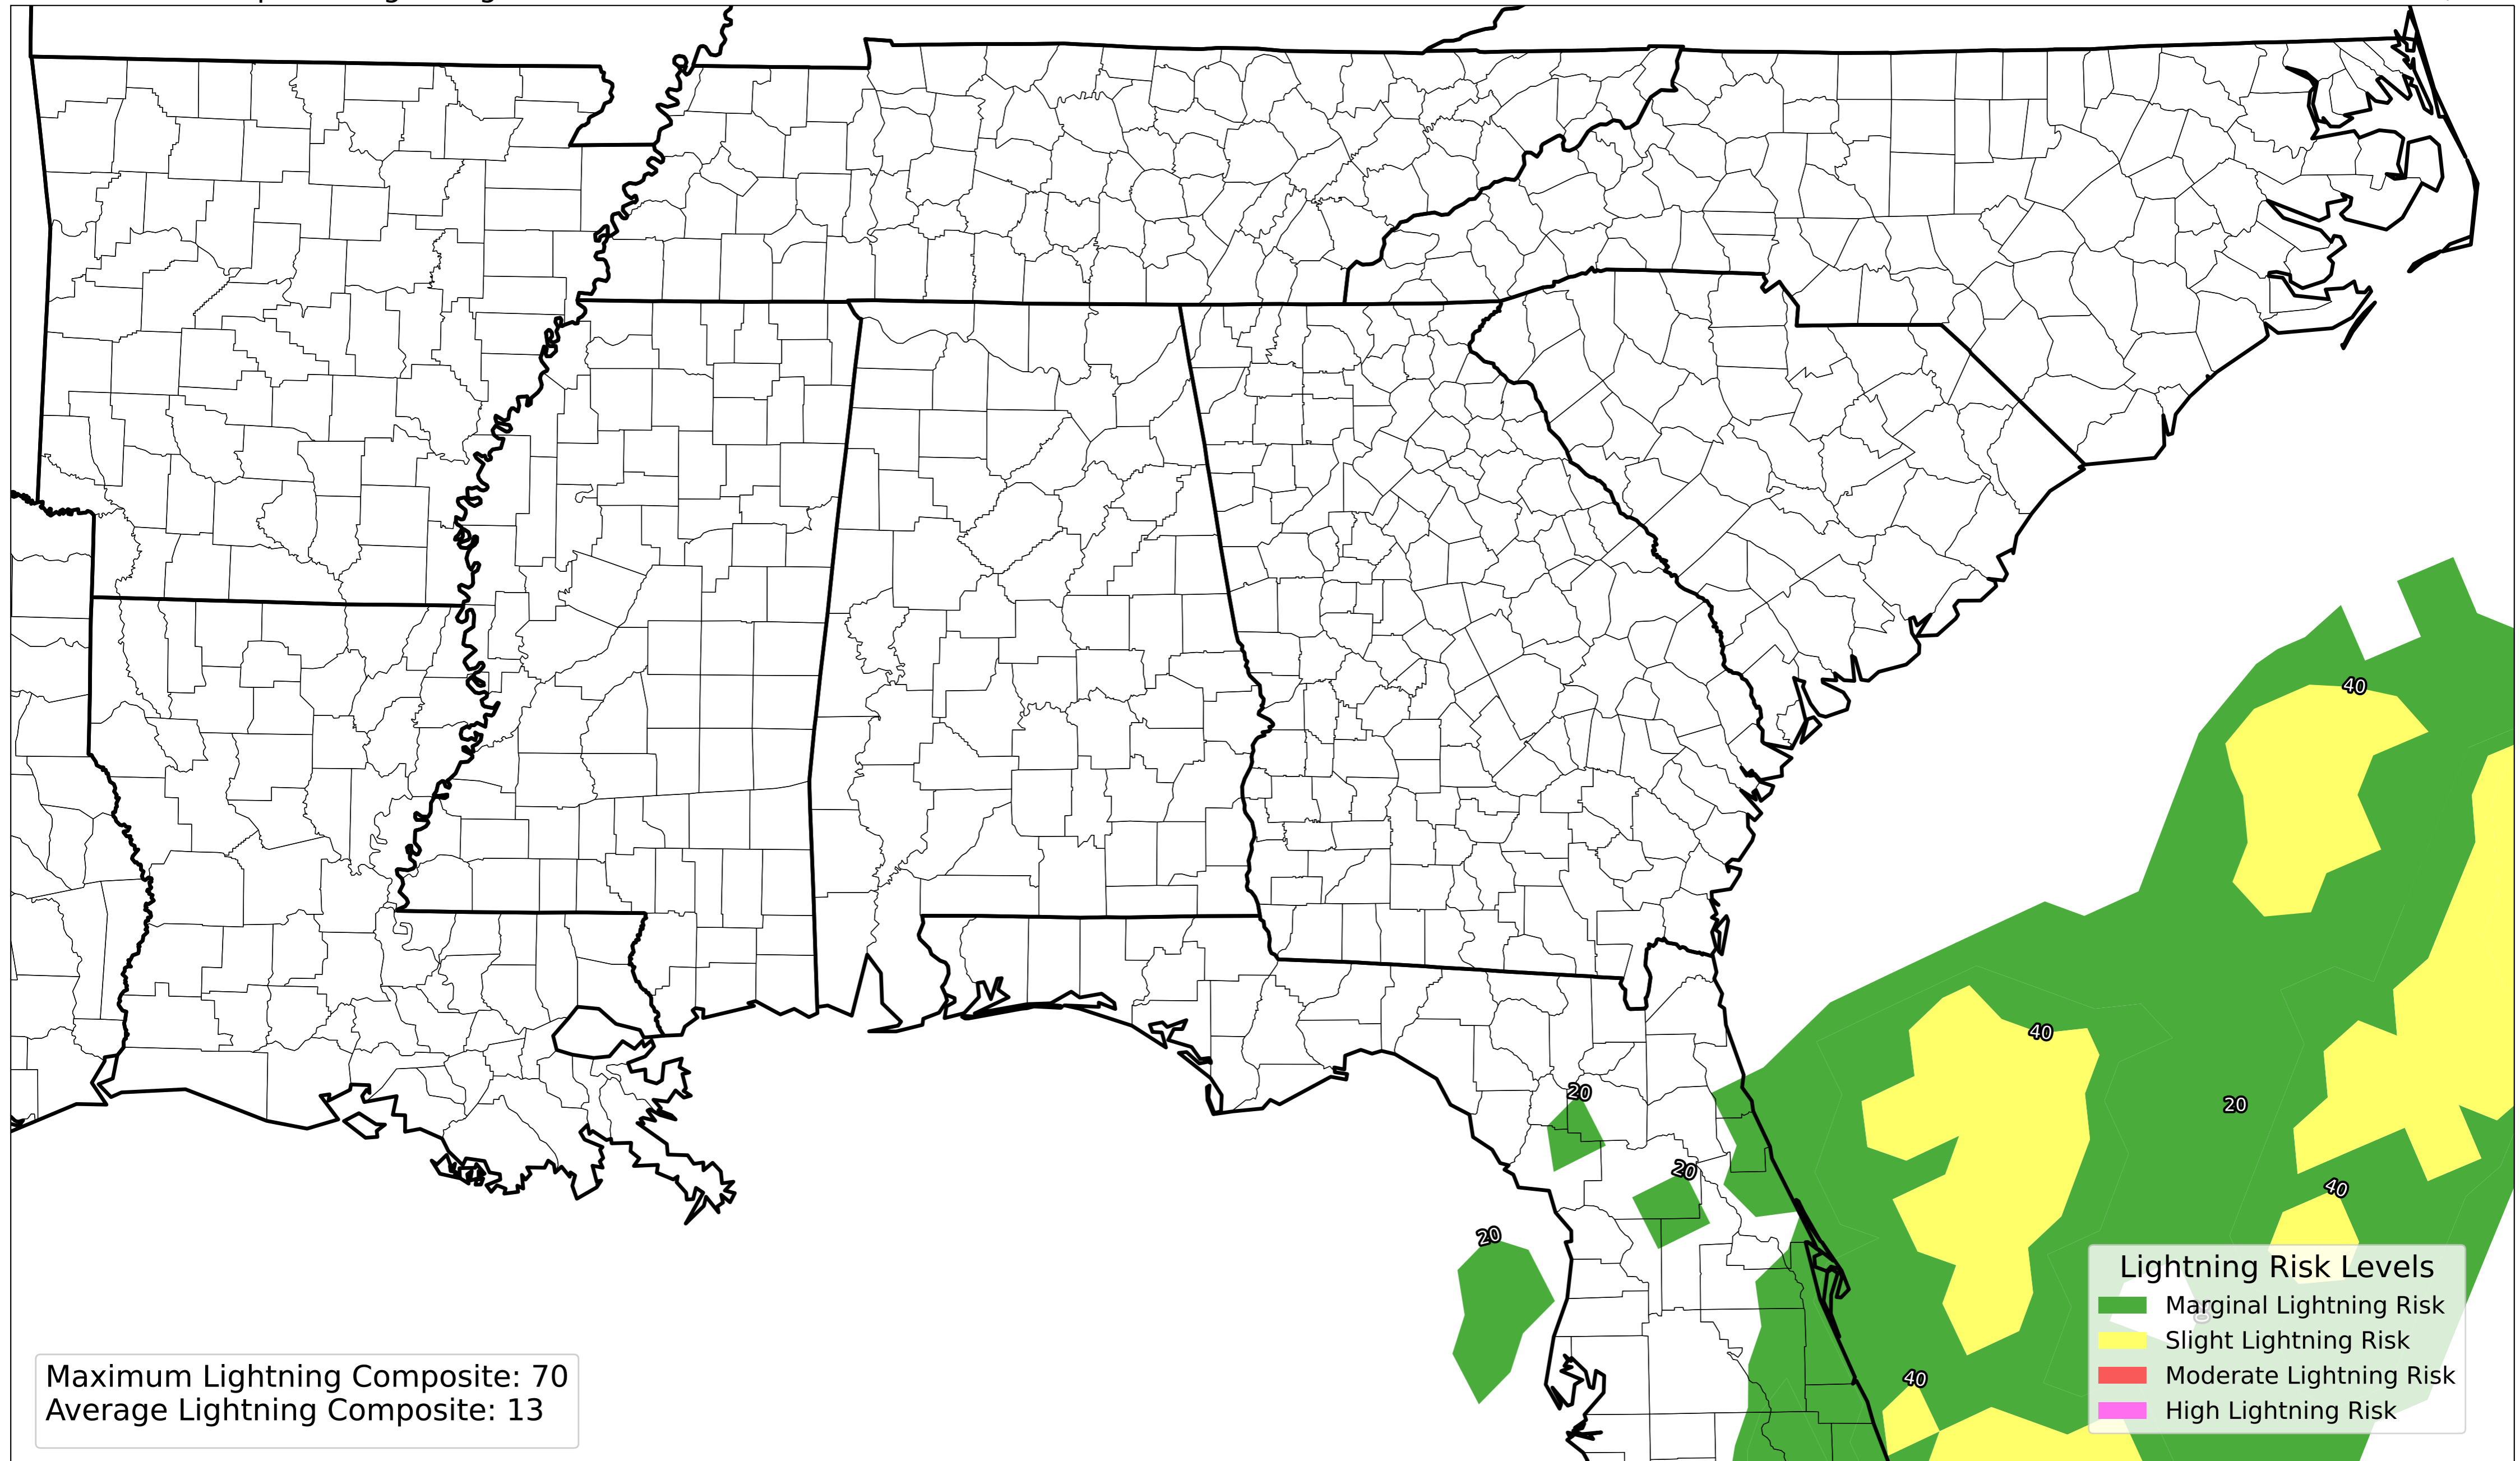 40
40
20
20
20
40
20
40
Lightning Risk Levels
Marginal Lightning Risk
Slight Lightning Risk
Moderate Lightning Risk
High Lightning Risk
Maximum Lightning Composite: 70
Average Lightning Composite: 13